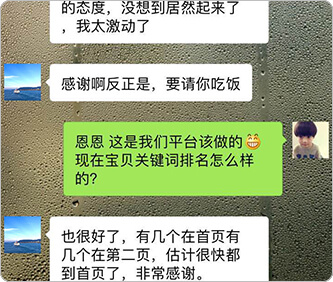 的态度，没想到居然起来了
，我太激动了
感谢啊反正是，要请你吃饭
恩恩 这是我们平台该做的😁
现在宝贝关键词排名怎么样
的?
也很好了，有几个在首页有
几个在第二页，估计很快都
到首页了，非常感谢。